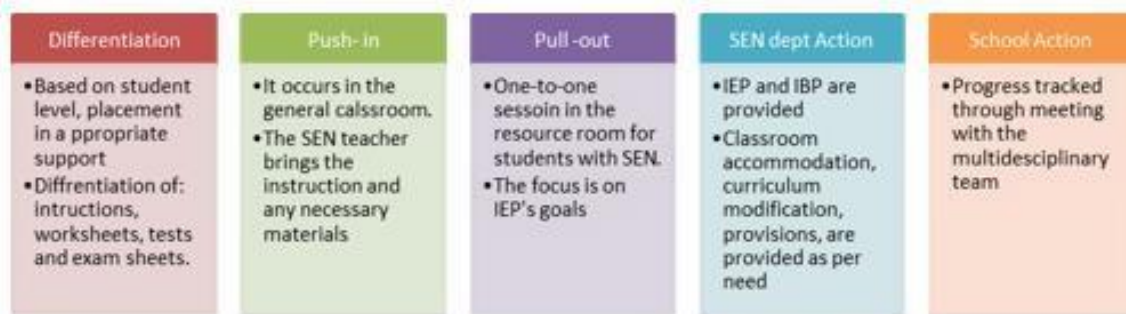 Differentiation
•Based on student
level, placement
in a ppropriate
support
•Diffrentiation of:
intructions,
worksheets, tests
and exam sheets.
Push- in
•It occurs in the
general calssroom.
•The SEN teacher
brings the
instruction and
any necessary
materials
Pull -out
•One-to-one
sessoin in the
resource room for
students with SEN.
•The focus is on
IEP's goals
SEN dept Action
•IEP and IBP are
provided
•Classroom
accommodation,
curriculum
modification,
provisions, are
provided as per
need
School Action
•Progress tracked
through meeting
with the
multidesciplinary
team